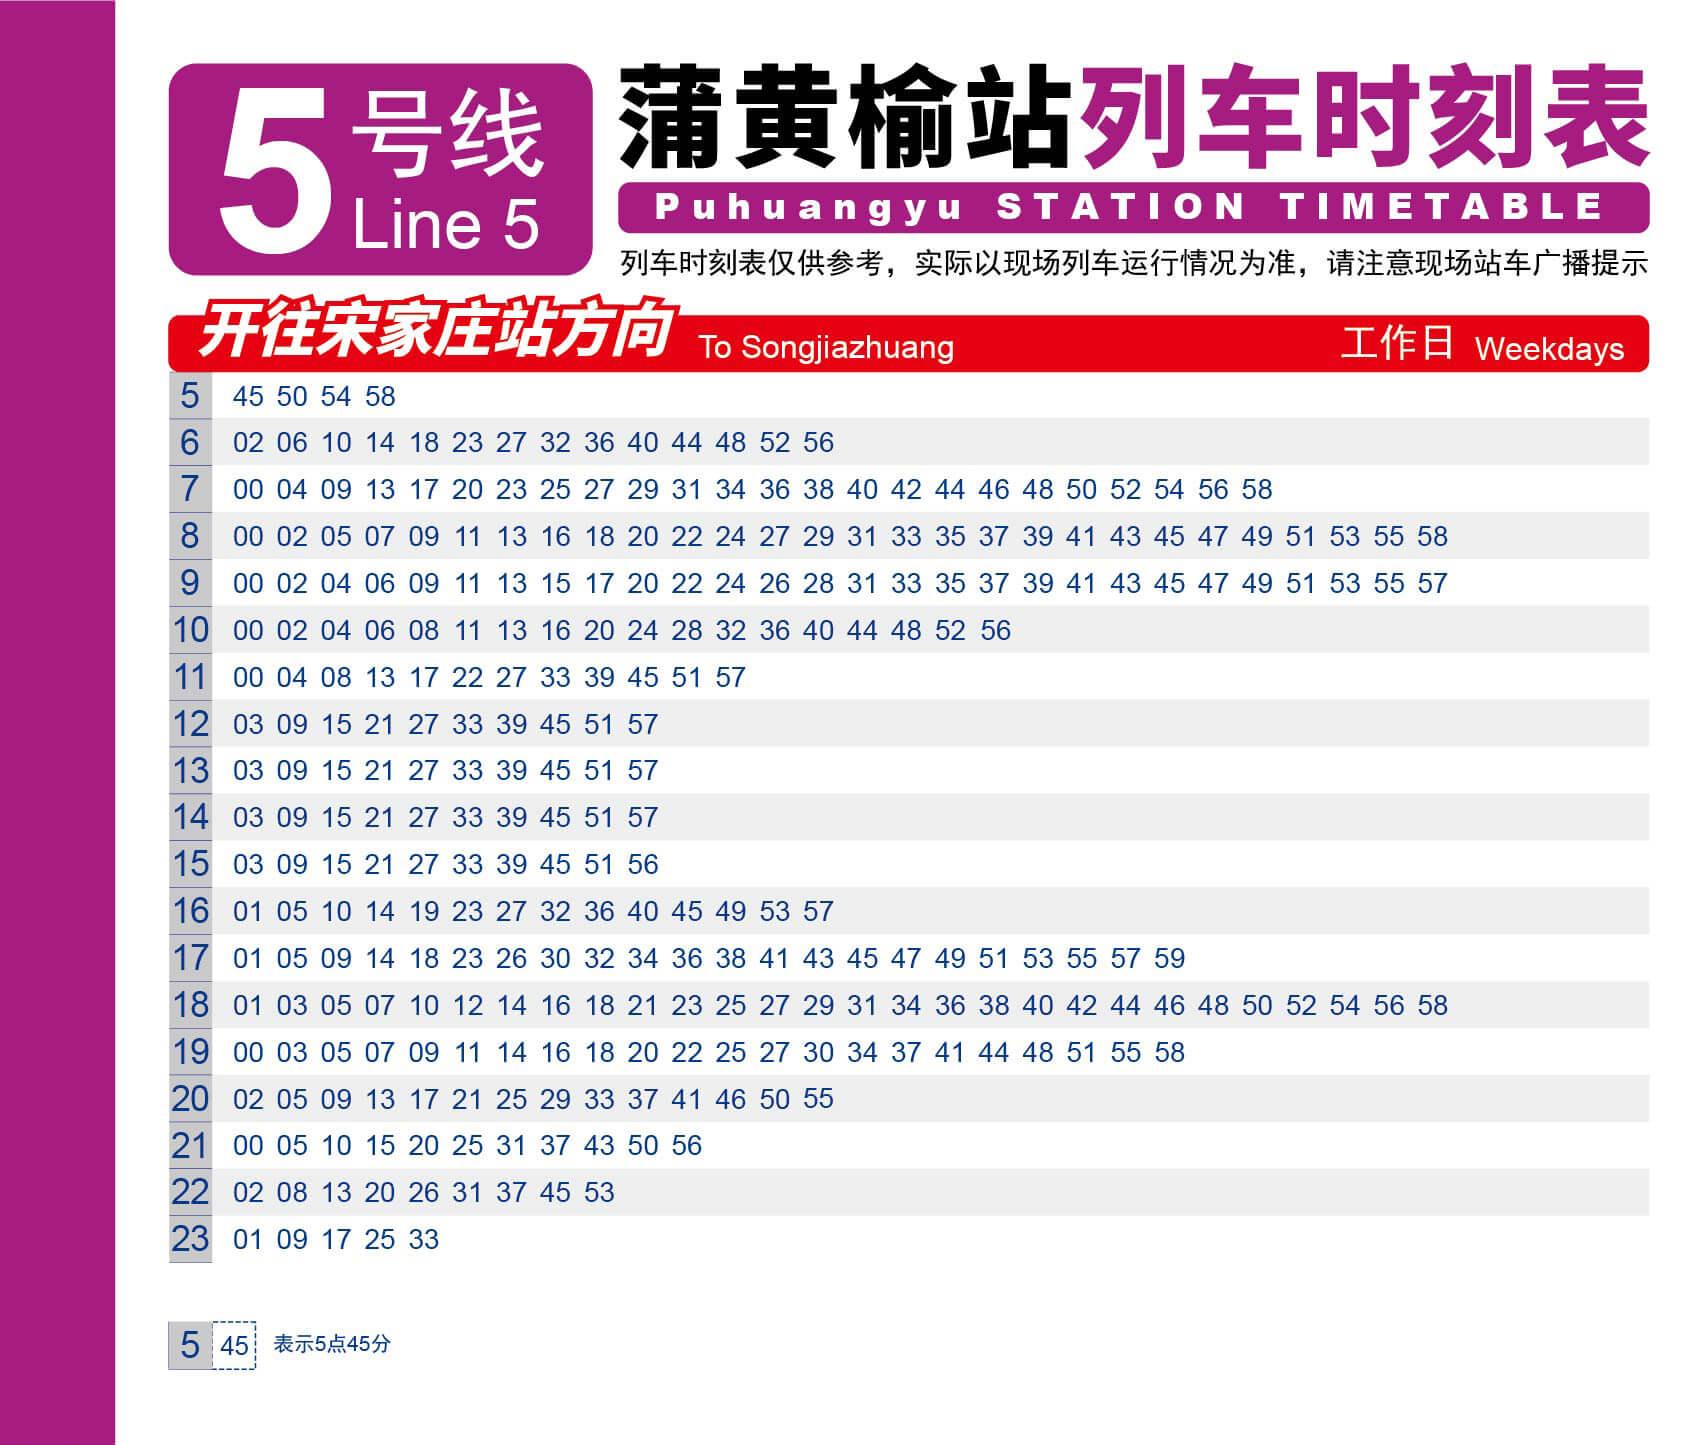 5号线
Line 5
蒲黄榆站列车时刻表
Puhuangyu STATION TIMETABLE
列车时刻表仅供参考，实际以现场列车运行情况为准，请注意现场站车广播提示
开往宋家庄站方向 To Songjiazhuang 工作日 Weekdays
5 45 50 54 58
6 02 06 10 14 18 23 27 32 36 40 44 48 52 56
7 00 04 09 13 17 20 23 25 27 29 31 34 36 38 40 42 44 46 48 50 52 54 56 58
8 00 02 05 07 09 11 13 16 18 20 22 24 27 29 31 33 35 37 39 41 43 45 47 49 51 53 55 58
9 00 02 04 06 09 11 13 15 17 20 22 24 26 28 31 33 35 37 39 41 43 45 47 49 51 53 55 57
10 00 02 04 06 08 11 13 16 20 24 28 32 36 40 44 48 52 56
11 00 04 08 13 17 22 27 33 39 45 51 57
12 03 09 15 21 27 33 39 45 51 57
13 03 09 15 21 27 33 39 45 51 57
14 03 09 15 21 27 33 39 45 51 57
15 03 09 15 21 27 33 39 45 51 56
16 01 05 10 14 19 23 27 32 36 40 45 49 53 57
17 01 05 09 14 18 23 26 30 32 34 36 38 41 43 45 47 49 51 53 55 57 59
18 01 03 05 07 10 12 14 16 18 21 23 25 27 29 31 34 36 38 40 42 44 46 48 50 52 54 56 58
19 00 03 05 07 09 11 14 16 18 20 22 25 27 30 34 37 41 44 48 51 55 58
20 02 05 09 13 17 21 25 29 33 37 41 46 50 55
21 00 05 10 15 20 25 31 37 43 50 56
22 02 08 13 20 26 31 37 45 53
23 01 09 17 25 33
5 45 表示5点45分